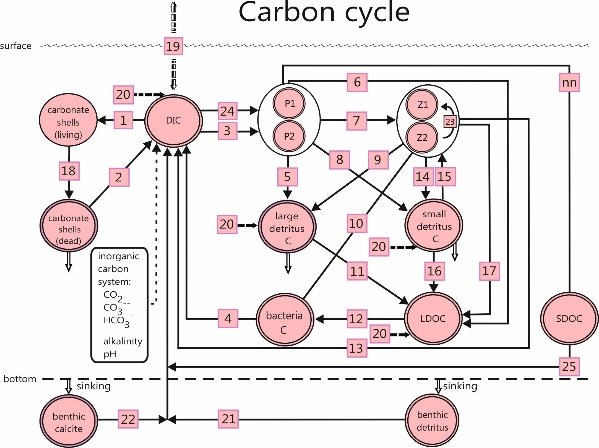 Carbon cycle
surface
19
nn
20
6
carbonate
shells
(living)
1
DIC
24
3
P1
P2
7
Z1
Z2
23
18
2
5
8
9
14
15
carbonate
shells
(dead)
20
large
detritus
C
10
small
detritus
C
20
inorganic
carbon
system:
CO2
CO3--
HCO3-
alkalinity
pH
11
16
17
4
bacteria
C
12
LDOC
20
13
SDOC
25
bottom
sinking
sinking
benthic
calcite
22
21
benthic
detritus